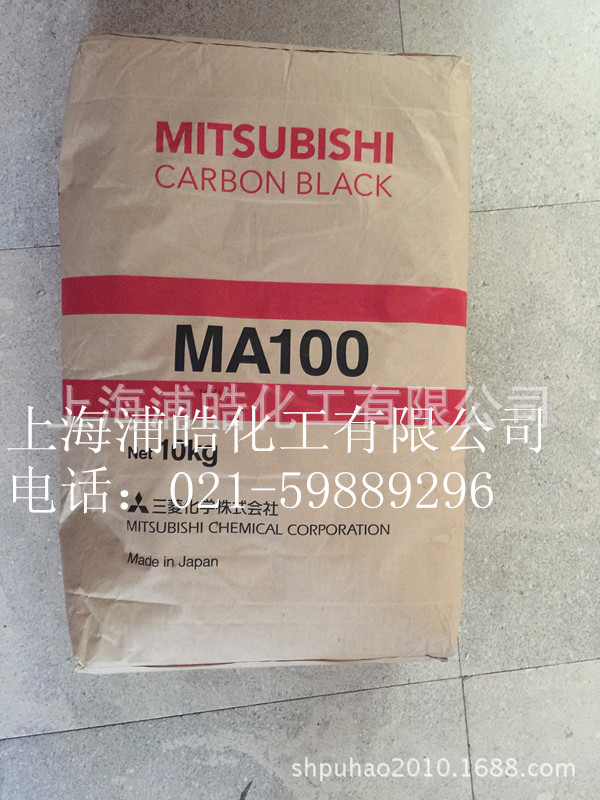 MITSUBISHI
CARBON BLACK
MA100
上海浦皓化工有限公司
上海浦皓化工有限公司
Net 10kg
电话：021-59889296
三菱化学株式会社
MITSUBISHI CHEMICAL CORPORATION
Made in Japan
shpuhao2010.1688.com